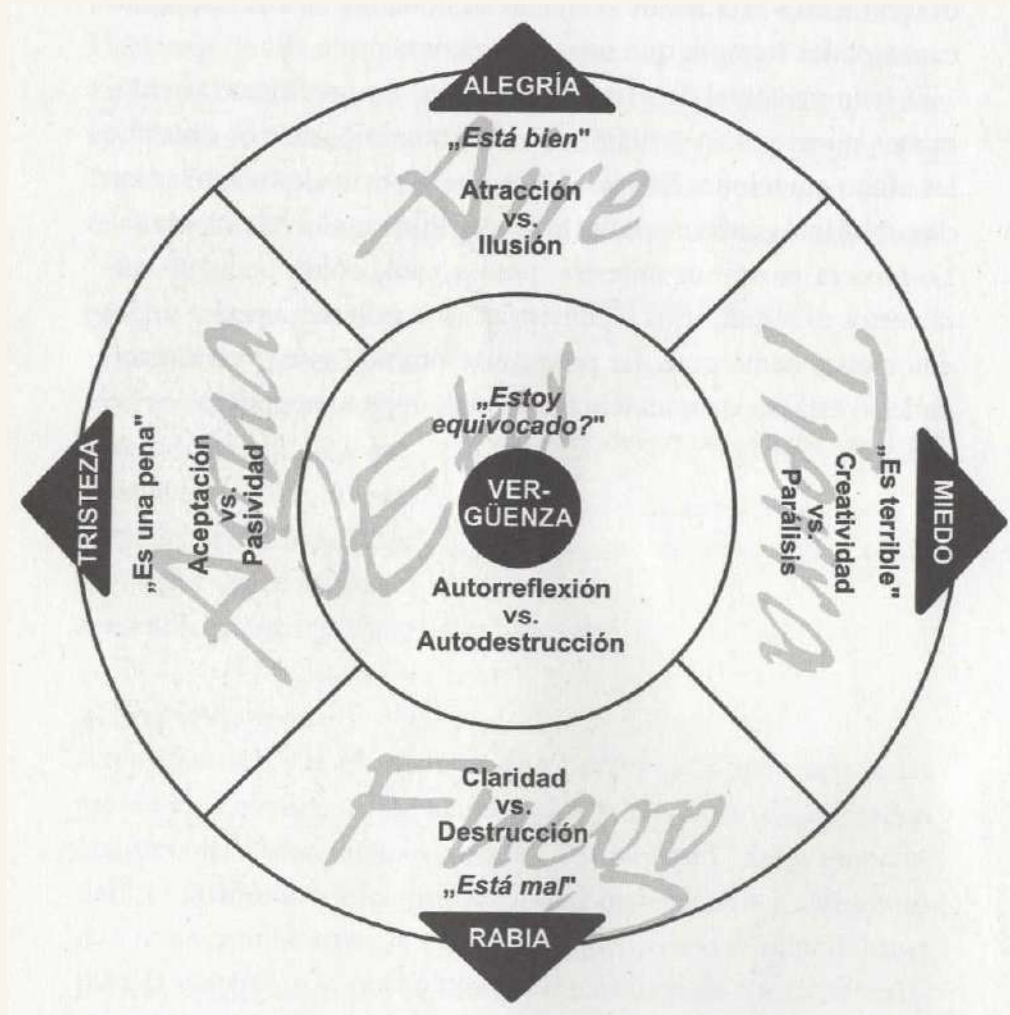 ALEGRÍA
„Está bien"
Aire
Atracción
vs.
Ilusión
TRISTEZA
„Es una pena"
Aceptación
vs.
Pasividad
Agua
„Estoy
equivocado?"
VER-
GÜENZA
Autorreflexión
vs.
Autodestrucción
MIEDO
„Es terrible"
Creatividad
vs.
Parálisis
Tierra
Claridad
vs.
Destrucción
Fuego
„Está mal"
RABIA